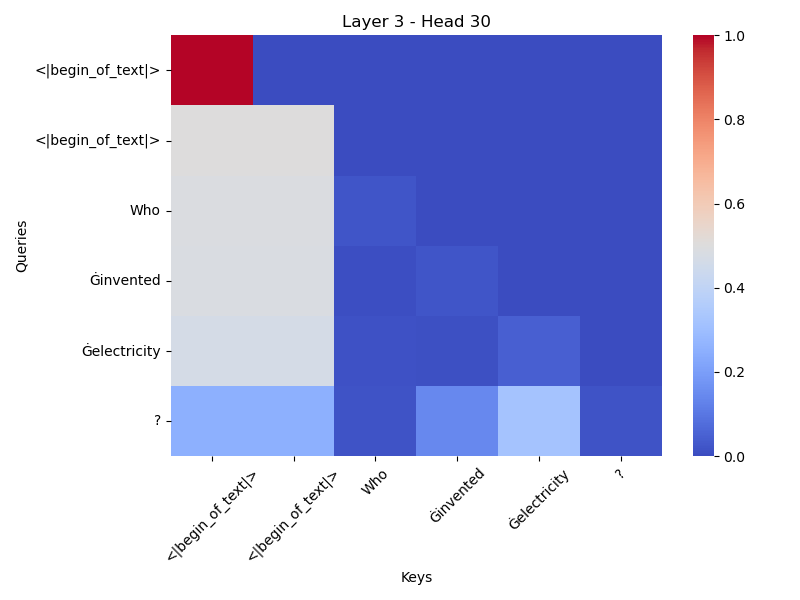 Layer 3 - Head 30
<|begin_of_text|>
<|begin_of_text|>
Who
Ġinvented
Ġelectricity
?
Queries
<|begin_of_text|>
<|begin_of_text|>
Who
Ġinvented
Ġelectricity
?
Keys
1.0
0.8
0.6
0.4
0.2
0.0